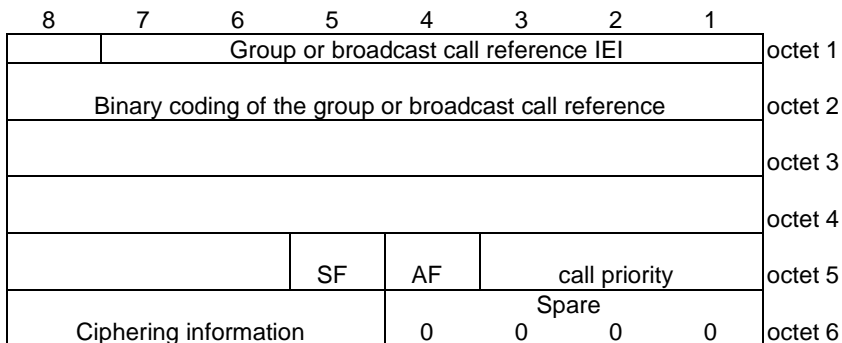 8 7 6 5 4 3 2 1
Group or broadcast call reference IEI octet 1
Binary coding of the group or broadcast call reference octet 2
octet 3
octet 4
SF AF call priority octet 5
Spare
Ciphering information 0 0 0 0 octet 6